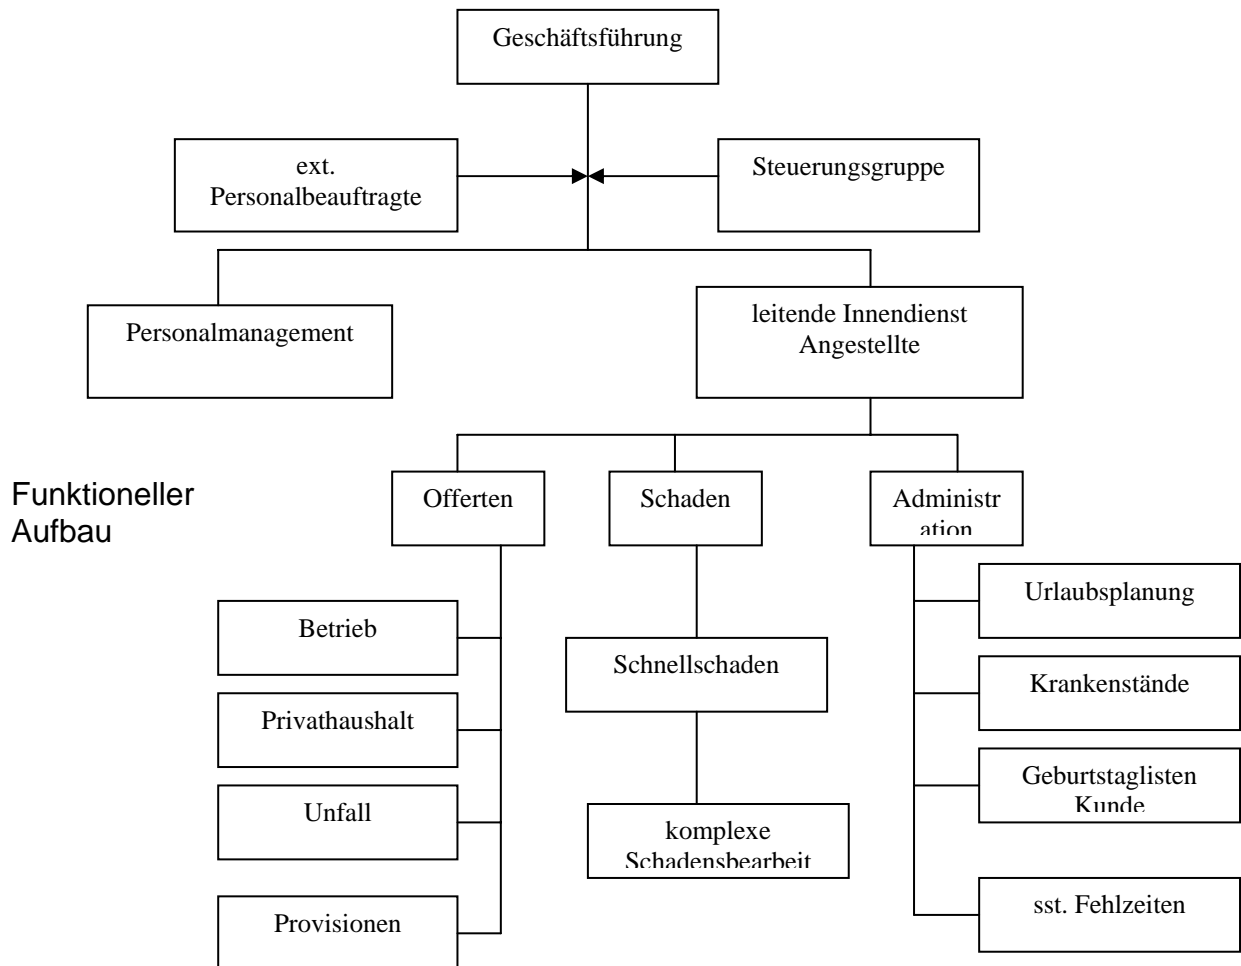 Geschäftsführung
ext.
Personalbeauftragte
Steuerungsgruppe
Personalmanagement
leitende Innendienst
Angestellte
Funktioneller
Aufbau
Offerten
Schaden
Administr
ation
Betrieb
Privathaushalt
Unfall
Provisionen
Schnellschaden
komplexe
Schadensbearbeit
Urlaubsplanung
Krankenstände
Geburtstaglisten
Kunde
sst. Fehlzeiten